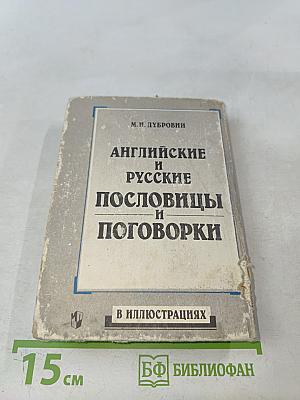 М. И. ДУБРОВИН
АНГЛИЙСКИЕ
И
РУССКИЕ
ПОСЛОВИЦЫ
И
ПОГОВОРКИ
В ИЛЛЮСТРАЦИЯХ
15 см
БФ БИБЛИОФАН